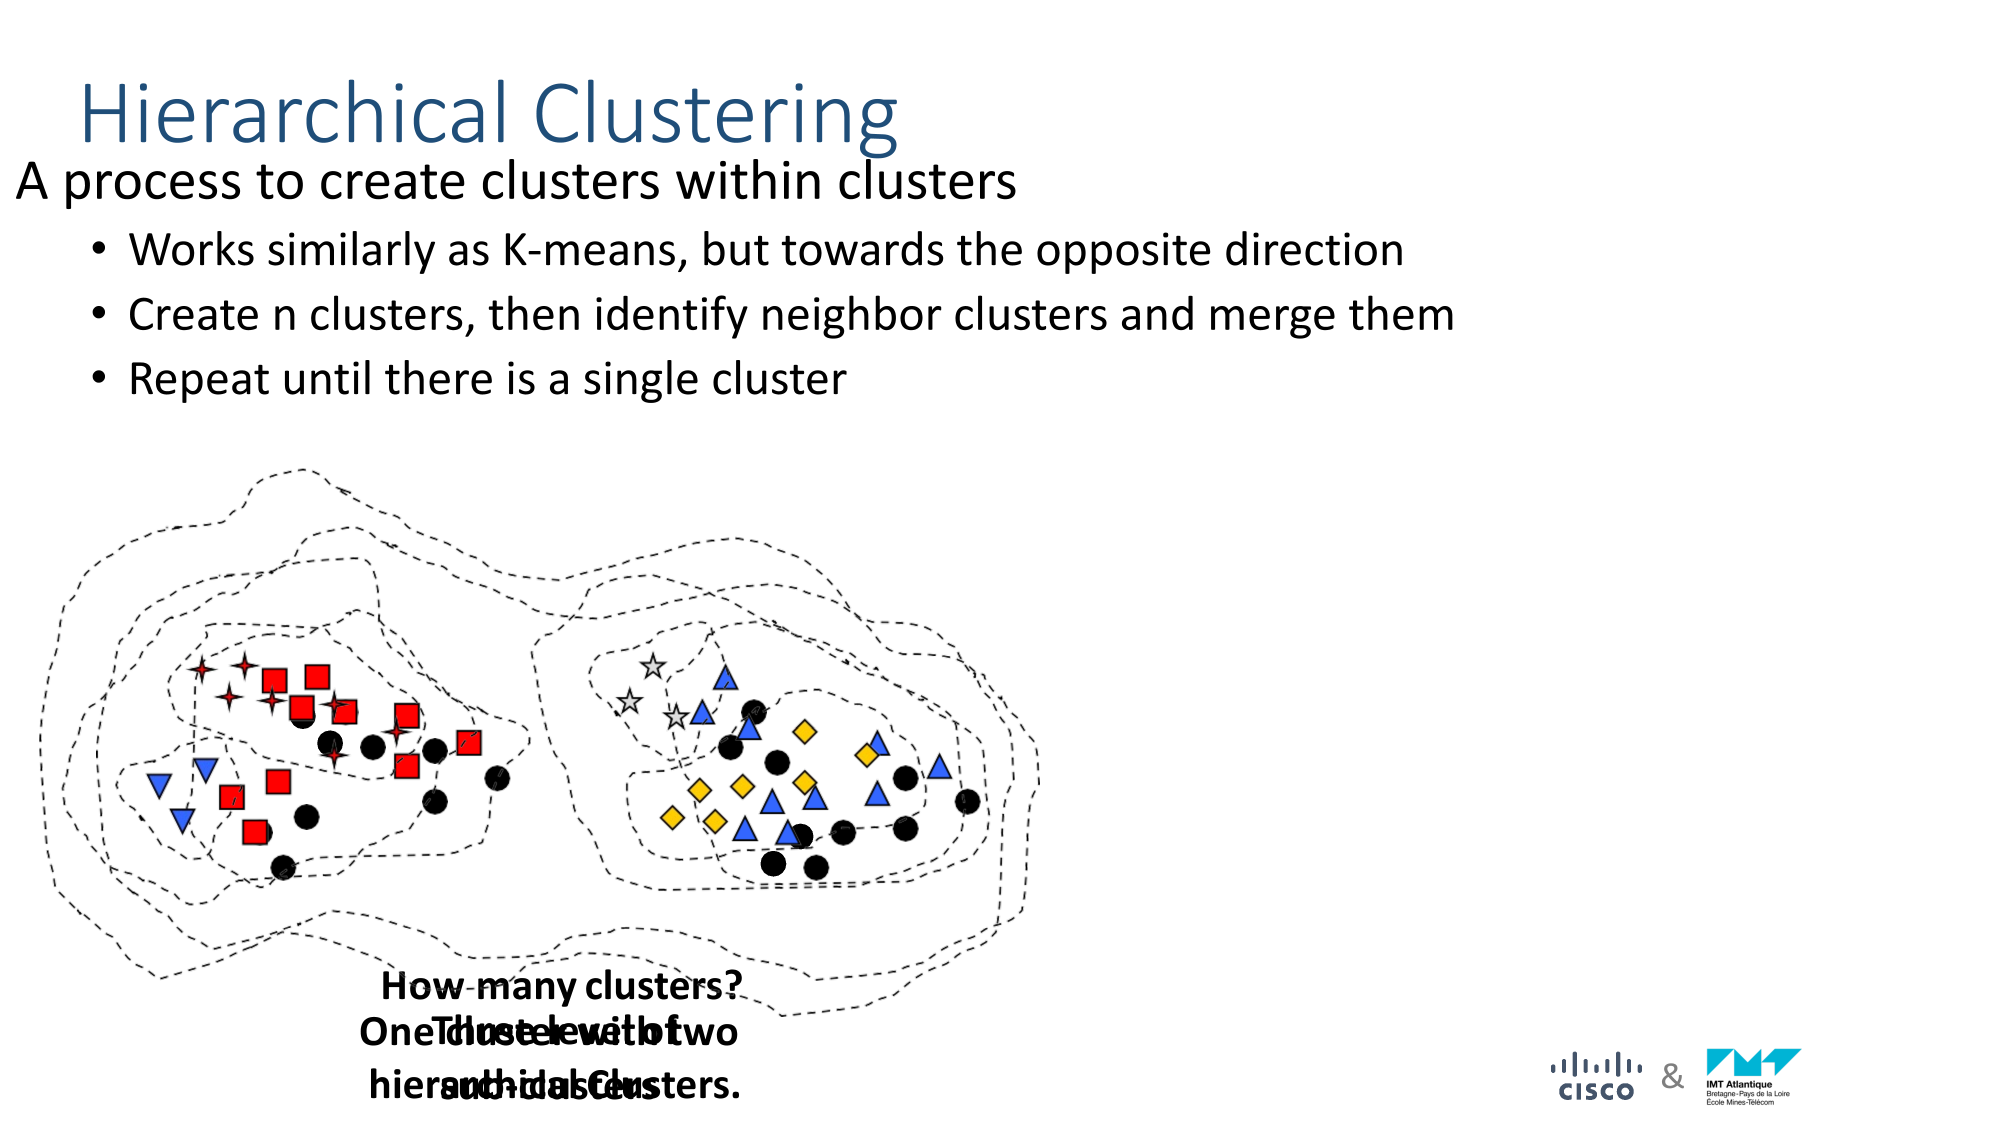 Hierarchical Clustering
A process to create clusters within clusters
• Works similarly as K-means, but towards the opposite direction
• Create n clusters, then identify neighbor clusters and merge them
• Repeat until there is a single cluster
How many clusters?
One cluster with two
sub-clusters
Three level of
hierarchical Clusters.
CISCO
&
IMT Atlantique
Bretagne-Pays de la Loire
École Mines-Télécom